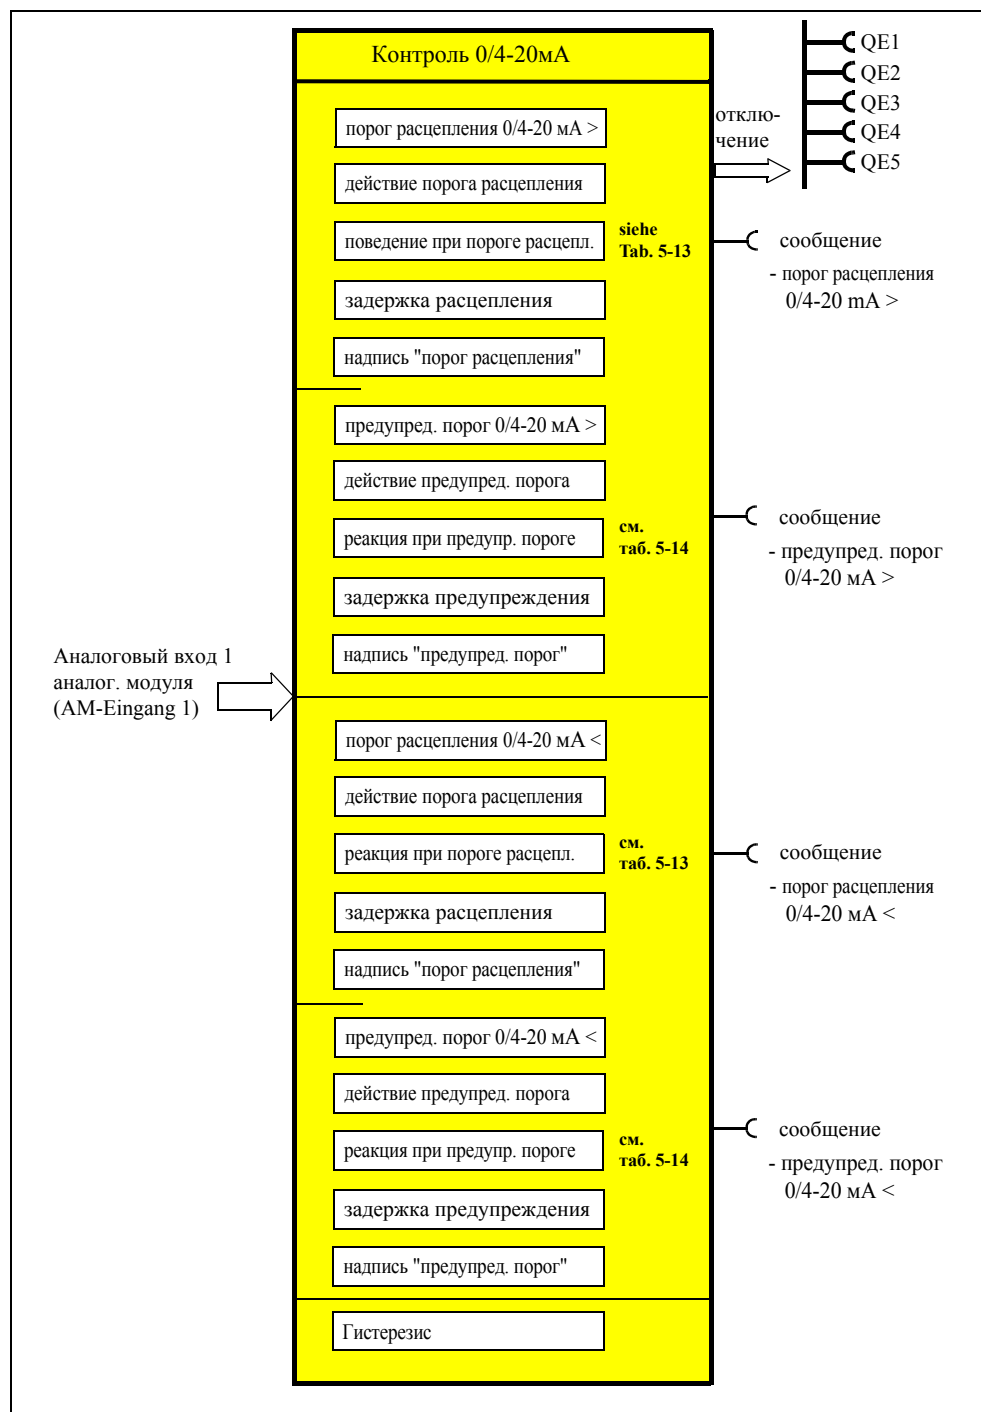 Контроль 0/4-20мА
QE1
QE2
QE3
QE4
QE5
отклю-
чение
порог расцепления 0/4-20 мА >
действие порога расцепления
поведение при пороге расцепл.
siehe
Tab. 5-13
сообщение
- порог расцепления
0/4-20 mA >
задержка расцепления
надпись "порог расцепления"
предупред. порог 0/4-20 мА >
действие предупред. порога
реакция при предупр. пороге
см.
таб. 5-14
сообщение
- предупред. порог
0/4-20 мА >
задержка предупреждения
надпись "предупред. порог"
Аналоговый вход 1
аналог. модуля
(AM-Eingang 1)
порог расцепления 0/4-20 мА <
действие порога расцепления
реакция при пороге расцепл.
см.
таб. 5-13
сообщение
- порог расцепления
0/4-20 мА <
задержка расцепления
надпись "порог расцепления"
предупред. порог 0/4-20 мА <
действие предупред. порога
реакция при предупр. пороге
см.
таб. 5-14
сообщение
- предупред. порог
0/4-20 мА <
задержка предупреждения
надпись "предупред. порог"
Гистерезис